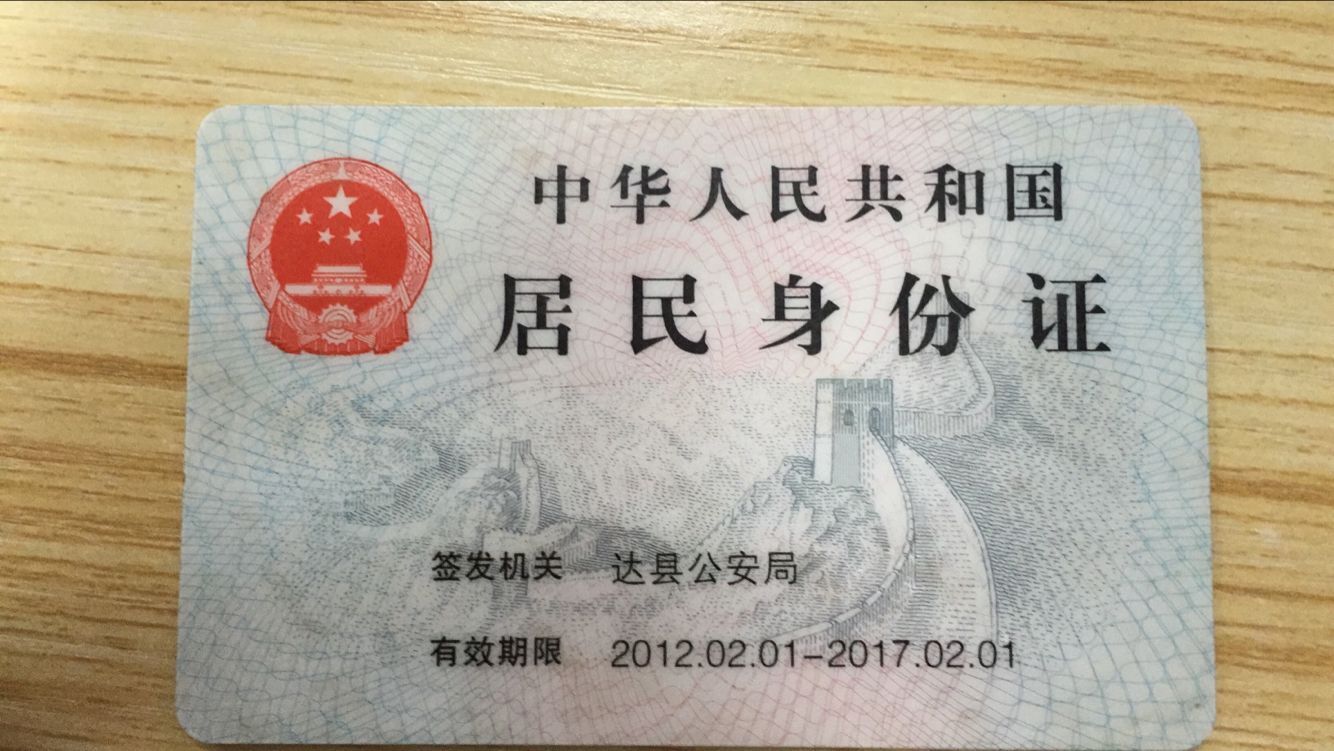 中华人民共和国
居民身份证
签发机关 达县公安局
有效期限 2012.02.01-2017.02.01